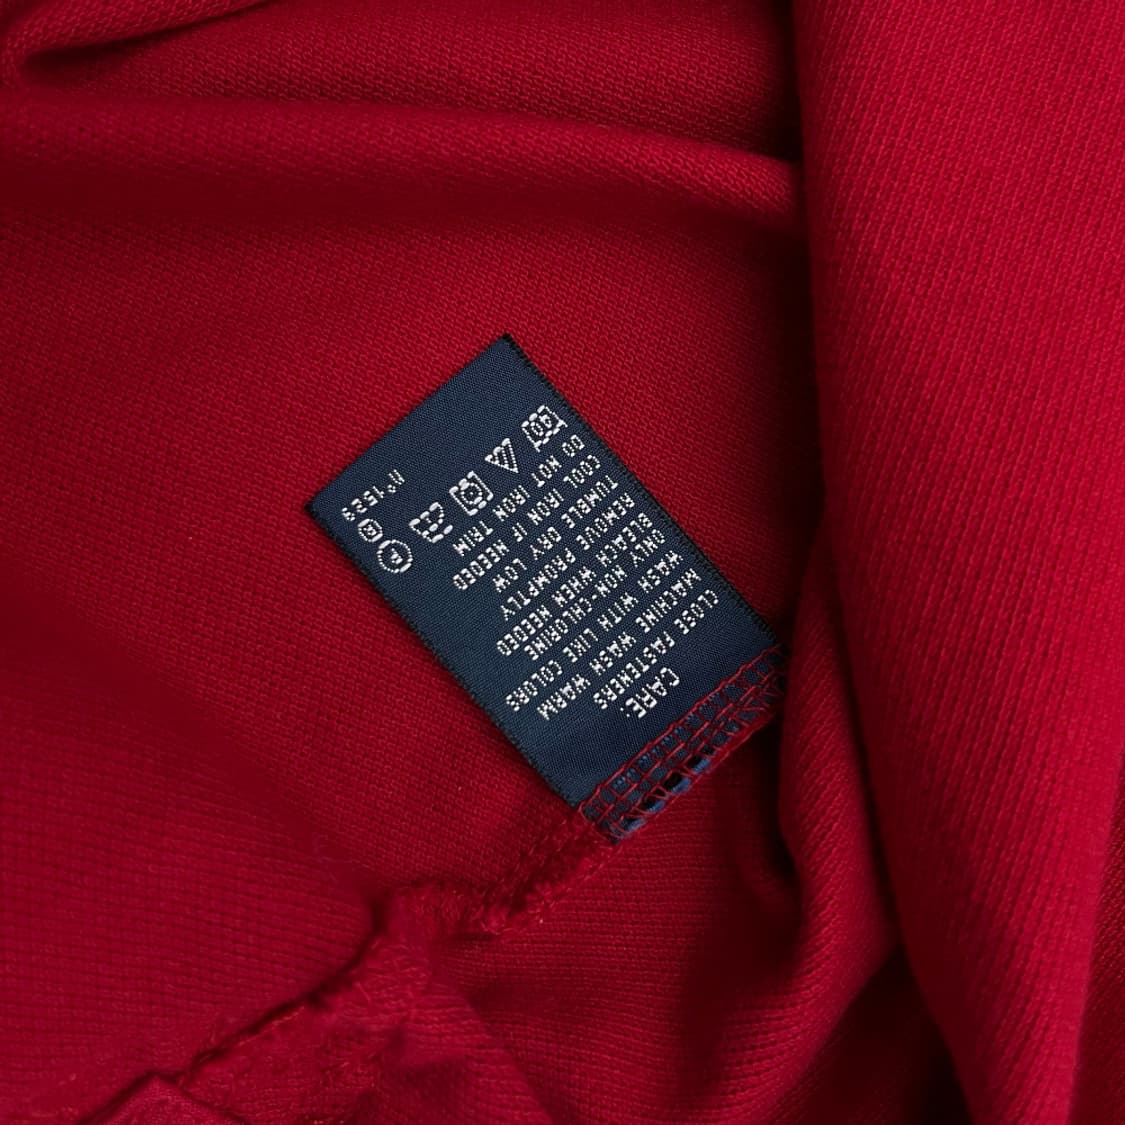 CARE:
CLOSE FASTENERS
MACHINE WASH WARM
WASH WITH LIKE COLORS
ONLY NON-CHLORINE
BLEACH WHEN NEEDED
REMOVE PROMPTLY
TUMBLE DRY LOW
COOL IRON IF NEEDED
DO NOT IRON TRIM
40
P